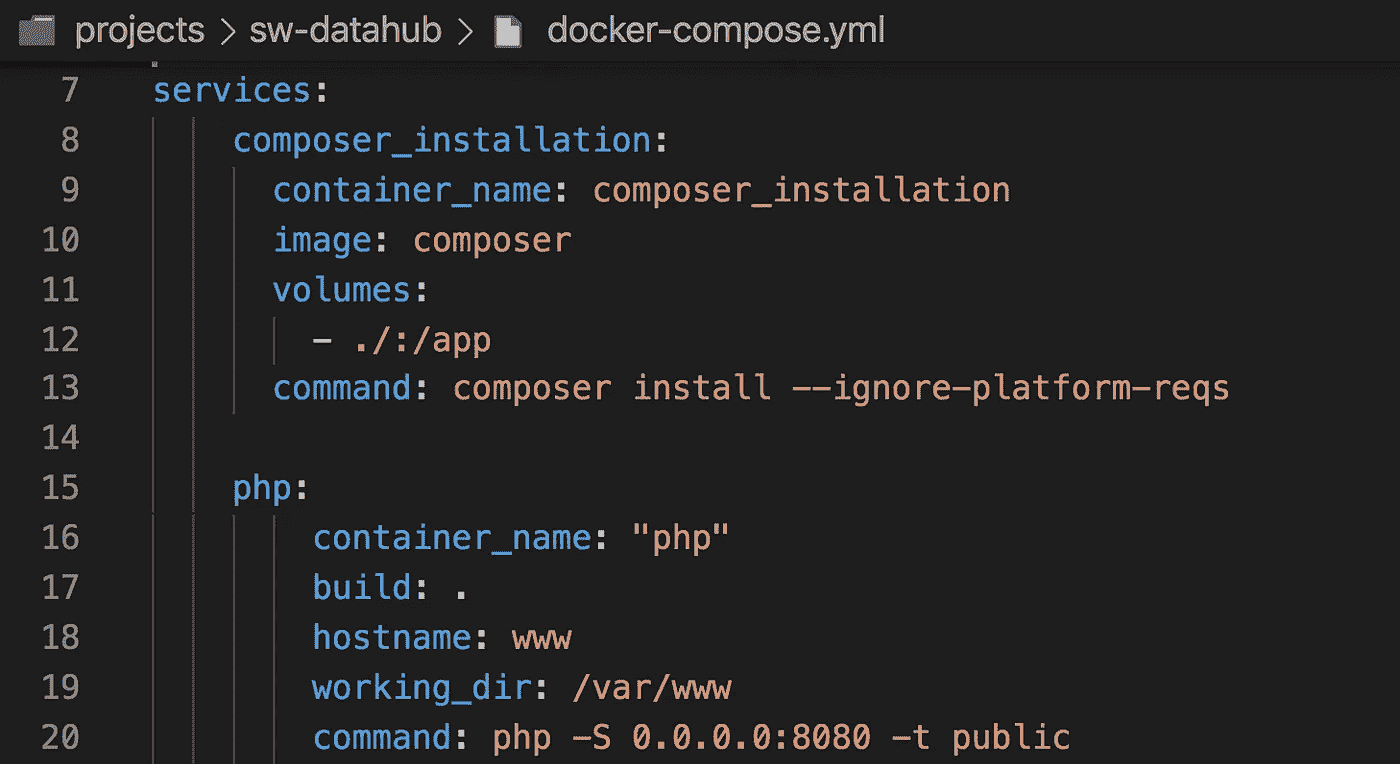 projects > sw-datahub > docker-compose.yml
7 services:
8 composer_installation:
9 container_name: composer_installation
10 image: composer
11 volumes:
12 - ./:/app
13 command: composer install --ignore-platform-reqs
14
15 php:
16 container_name: "php"
17 build: .
18 hostname: www
19 working_dir: /var/www
20 command: php -S 0.0.0.0:8080 -t public